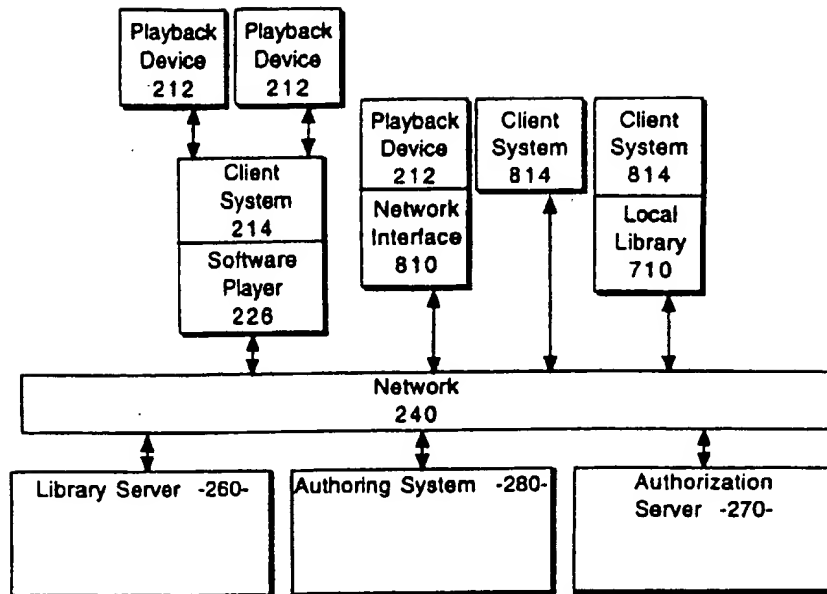 Playback
Device
212
Playback
Device
212
Client
System
214
Software
Player
226
Playback
Device
212
Network
Interface
810
Client
System
814
Client
System
814
Local
Library
710
Network
240
Library Server -260-
Authoring System -280-
Authorization
Server -270-